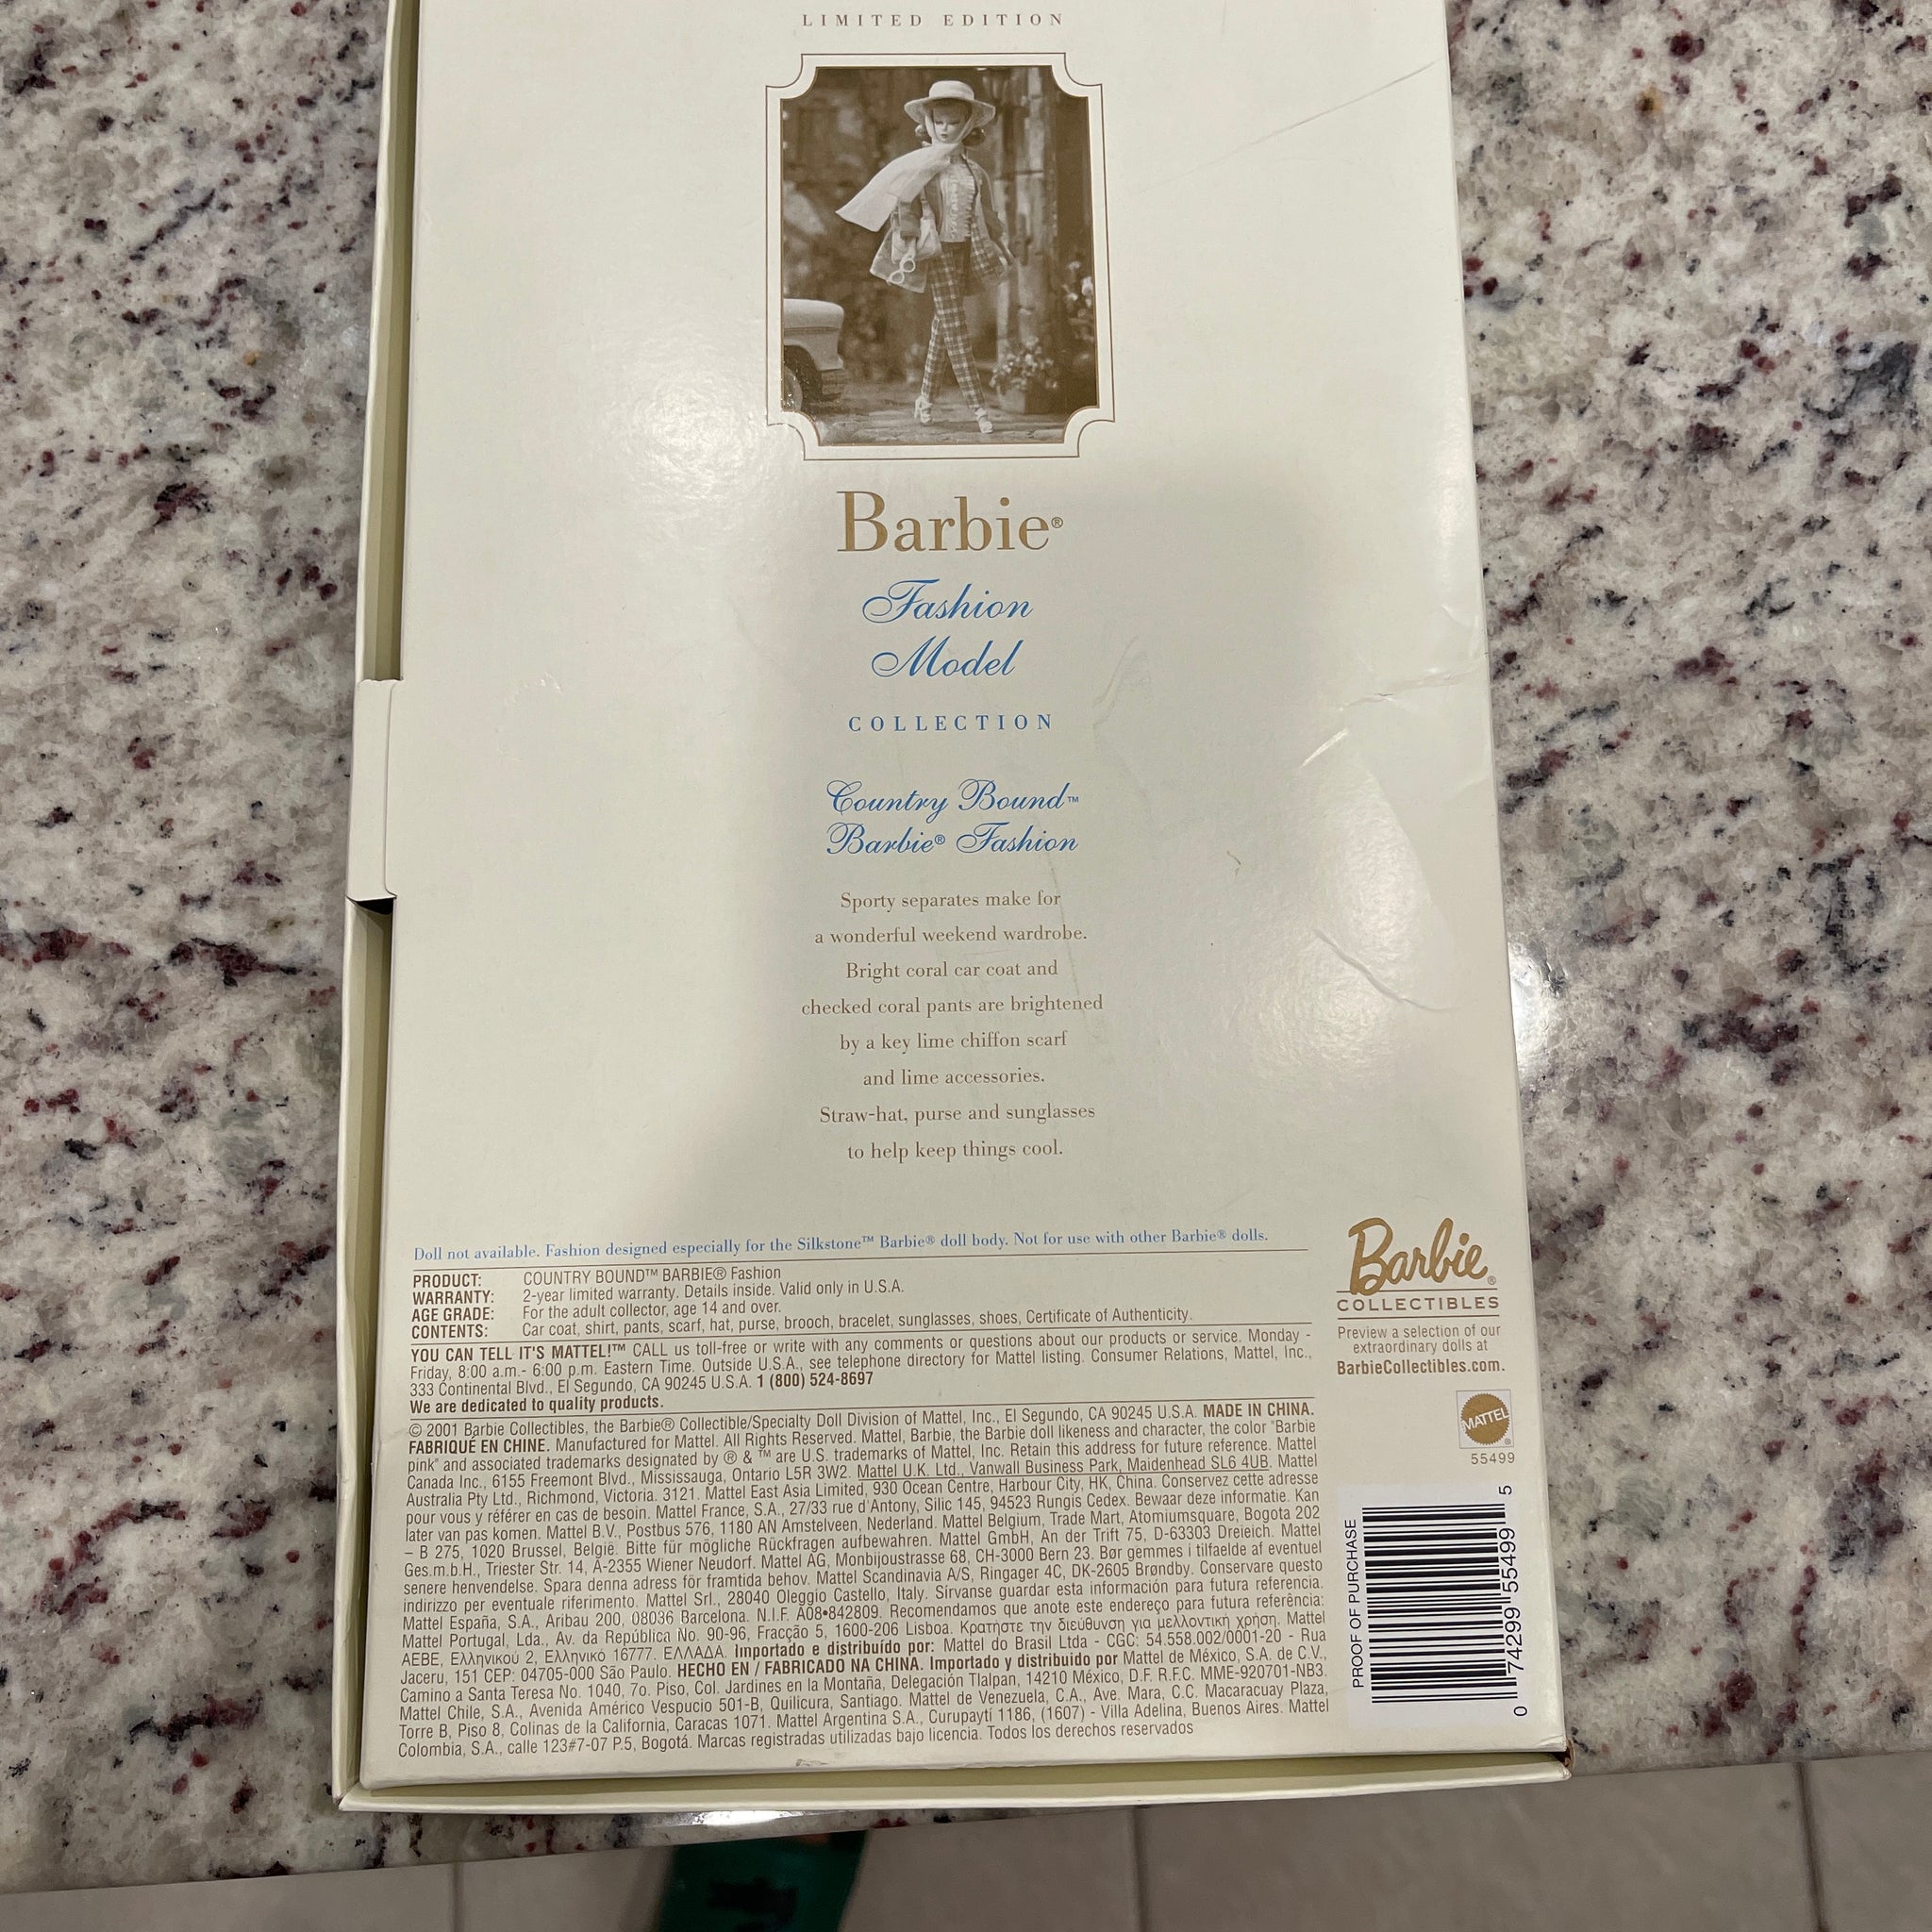 LIMITED EDITION
Barbie®
Fashion
Model
COLLECTION
Country Bound™
Barbie® Fashion
Sporty separates make for
a wonderful weekend wardrobe.
Bright coral car coat and
checked coral pants are brightened
by a key lime chiffon scarf
and lime accessories.
Straw-hat, purse and sunglasses
to help keep things cool.
Doll not available. Fashion designed especially for the Silkstone™ Barbie® doll body. Not for use with other Barbie® dolls.
PRODUCT: COUNTRY BOUND™ BARBIE® Fashion
WARRANTY: 2-year limited warranty. Details inside. Valid only in U.S.A.
AGE GRADE: For the adult collector, age 14 and over.
CONTENTS: Car coat, shirt, pants, scarf, hat, purse, brooch, bracelet, sunglasses, shoes, Certificate of Authenticity.
YOU CAN TELL IT'S MATTEL!™ CALL us toll-free or write with any comments or questions about our products or service. Monday -
Friday, 8:00 a.m.- 6:00 p.m. Eastern Time. Outside U.S.A., see telephone directory for Mattel listing. Consumer Relations, Mattel, Inc.,
333 Continental Blvd., El Segundo, CA 90245 U.S.A. 1 (800) 524-8697
We are dedicated to quality products.
© 2001 Barbie Collectibles, the Barbie® Collectible/Specialty Doll Division of Mattel, Inc., El Segundo, CA 90245 U.S.A. MADE IN CHINA.
FABRIQUÉ EN CHINE. Manufactured for Mattel. All Rights Reserved. Mattel, Barbie, the Barbie doll likeness and character, the color "Barbie
pink" and associated trademarks designated by ® & ™ are U.S. trademarks of Mattel, Inc. Retain this address for future reference. Mattel
Canada Inc., 6155 Freemont Blvd., Mississauga, Ontario L5R 3W2. Mattel U.K. Ltd., Vanwall Business Park, Maidenhead SL6 4UB. Mattel
Australia Pty Ltd., Richmond, Victoria. 3121. Mattel East Asia Limited, 930 Ocean Centre, Harbour City, HK, China. Conservez cette adresse
pour vous y référer en cas de besoin. Mattel France, S.A., 27/33 rue d'Antony, Silic 145, 94523 Rungis Cedex. Bewaar deze informatie. Kan
later van pas komen. Mattel B.V., Postbus 576, 1180 AN Amstelveen, Nederland. Mattel Belgium, Trade Mart, Atomiumsquare, Bogota 202
– B 275, 1020 Brussel, België. Bitte für mögliche Rückfragen aufbewahren. Mattel GmbH, An der Trift 75, D-63303 Dreieich. Mattel
Ges.m.b.H., Triester Str. 14, A-2355 Wiener Neudorf. Mattel AG, Monbijoustrasse 68, CH-3000 Bern 23. Bør gemmes i tilfaelde af eventuel
senere henvendelse. Spara denna adress för framtida behov. Mattel Scandinavia A/S, Ringager 4C, DK-2605 Brøndby. Conservare questo
indirizzo per eventuale riferimento. Mattel Srl., 28040 Oleggio Castello, Italy. Sírvanse guardar esta información para futura referencia.
Mattel España, S.A., Aribau 200, 08036 Barcelona. N.I.F. A08•842809. Recomendamos que anote este endereço para futura referência:
Mattel Portugal, Lda., Av. da República No. 90-96, Fracção 5, 1600-206 Lisboa. Κρατήστε την διεύθυνση για μελλοντική χρήση. Mattel
AEBE, Ελληνικού 2, Ελληνικό 16777. ΕΛΛΑΔΑ. Importado e distribuído por: Mattel do Brasil Ltda - CGC: 54.558.002/0001-20 - Rua
Jaceru, 151 CEP: 04705-000 São Paulo. HECHO EN / FABRICADO NA CHINA. Importado y distribuido por Mattel de México, S.A. de C.V.,
Camino a Santa Teresa No. 1040, 7o. Piso, Col. Jardines en la Montaña, Delegación Tlalpan, 14210 México, D.F. R.F.C. MME-920701-NB3.
Mattel Chile, S.A., Avenida Américo Vespucio 501-B, Quilicura, Santiago. Mattel de Venezuela, C.A., Ave. Mara, C.C. Macaracuay Plaza,
Torre B, Piso 8, Colinas de la California, Caracas 1071. Mattel Argentina S.A., Curupaytí 1186, (1607) - Villa Adelina, Buenos Aires. Mattel
Colombia, S.A., calle 123#7-07 P.5, Bogotá. Marcas registradas utilizadas bajo licencia. Todos los derechos reservados
Barbie®
COLLECTIBLES
Preview a selection of our
extraordinary dolls at
BarbieCollectibles.com.
MATTEL®
55499
PROOF OF PURCHASE
0 74299 55499 5